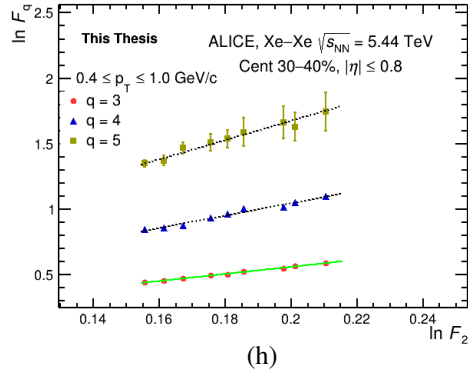 ln F_q
2.5
2
1.5
1
0.5
This Thesis
ALICE, Xe–Xe √s_NN = 5.44 TeV
Cent 30–40%, |η| ≤ 0.8
0.4 ≤ p_T ≤ 1.0 GeV/c
q = 3
q = 4
q = 5
0.14 0.16 0.18 0.2 0.22 0.24
ln F_2
(h)